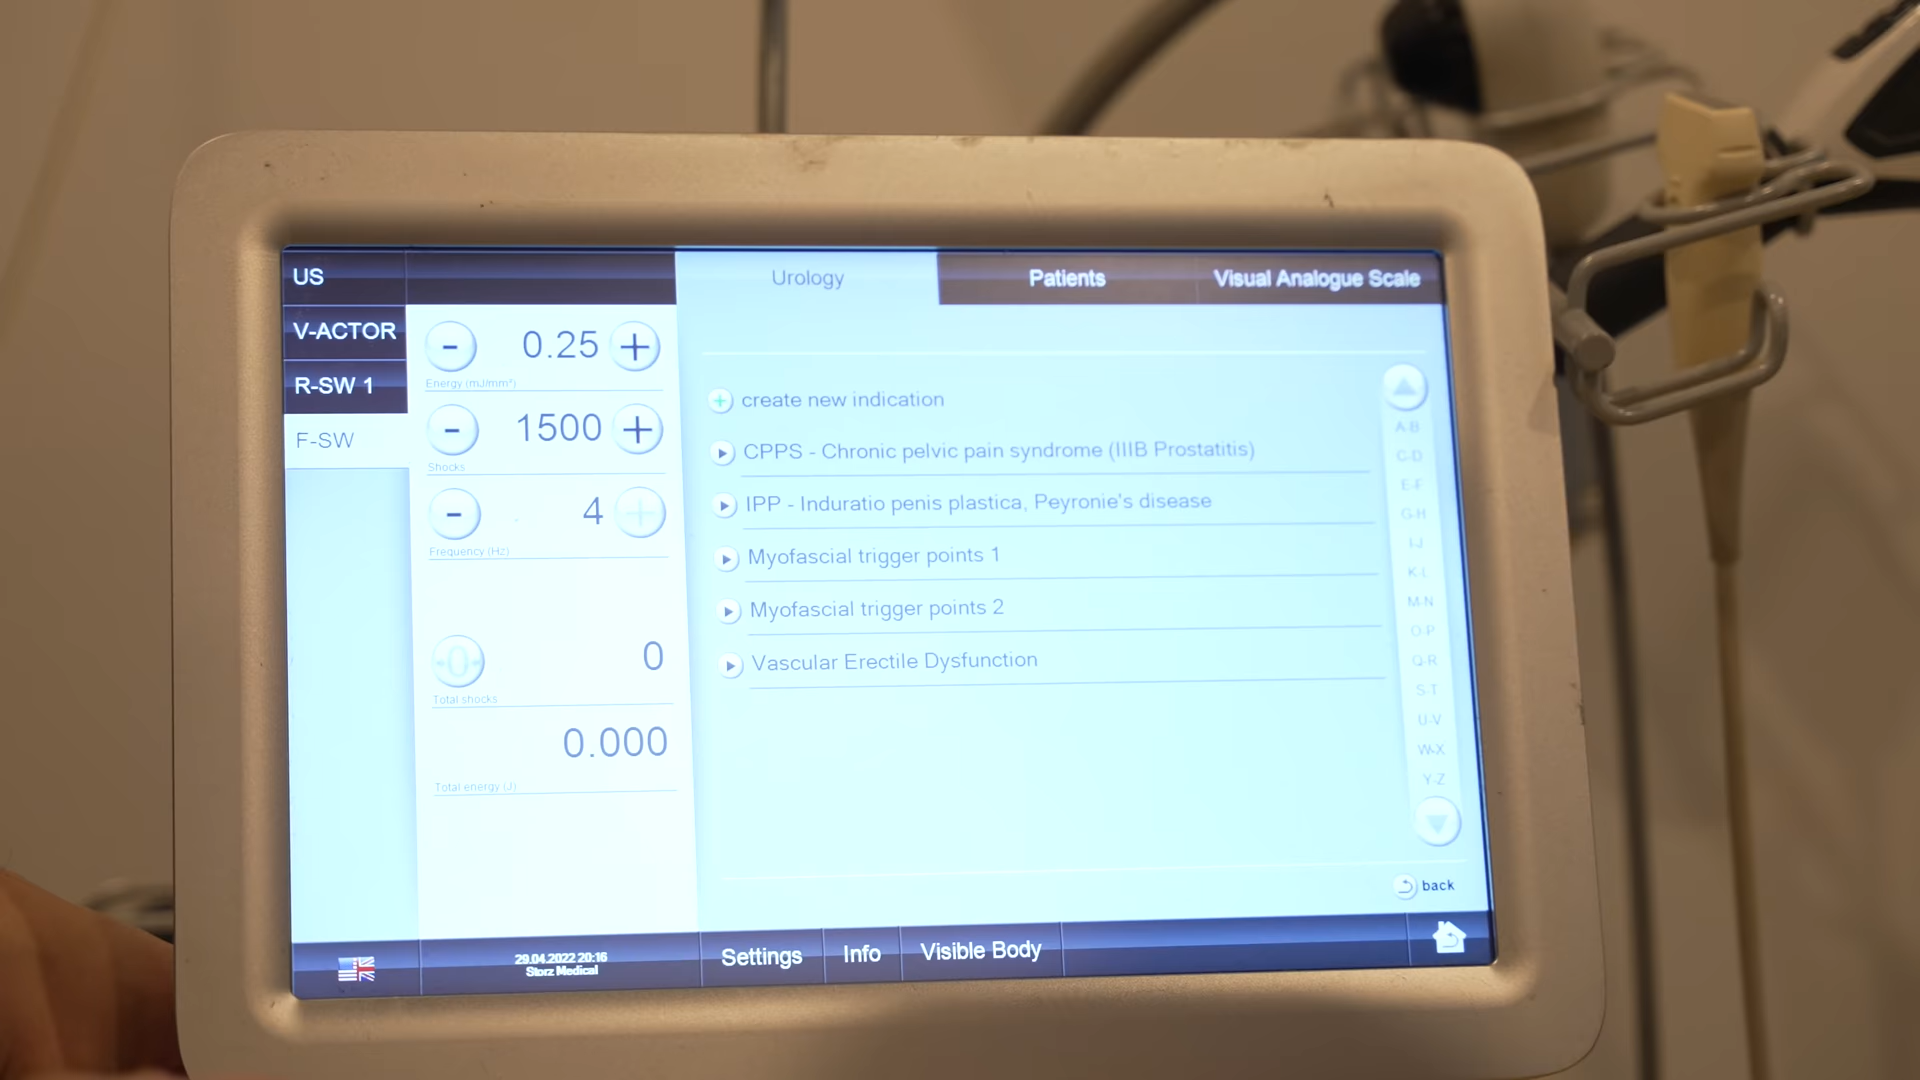 US
V-ACTOR
R-SW 1
F-SW
- 0.25 +
Energy (mJ/mm²)
- 1500 +
Shocks
- 4 +
Frequency (Hz)
0 0
Total shocks
0.000
Total energy (J)
Urology
Patients
Visual Analogue Scale
+ create new indication
CPPS - Chronic pelvic pain syndrome (IIIB Prostatitis)
IPP - Induratio penis plastica, Peyronie's disease
Myofascial trigger points 1
Myofascial trigger points 2
Vascular Erectile Dysfunction
A-B
C-D
E-F
G-H
I-J
K-L
M-N
O-P
Q-R
S-T
U-V
W-X
Y-Z
back
29.04.2022 20:16
Storz Medical
Settings
Info
Visible Body